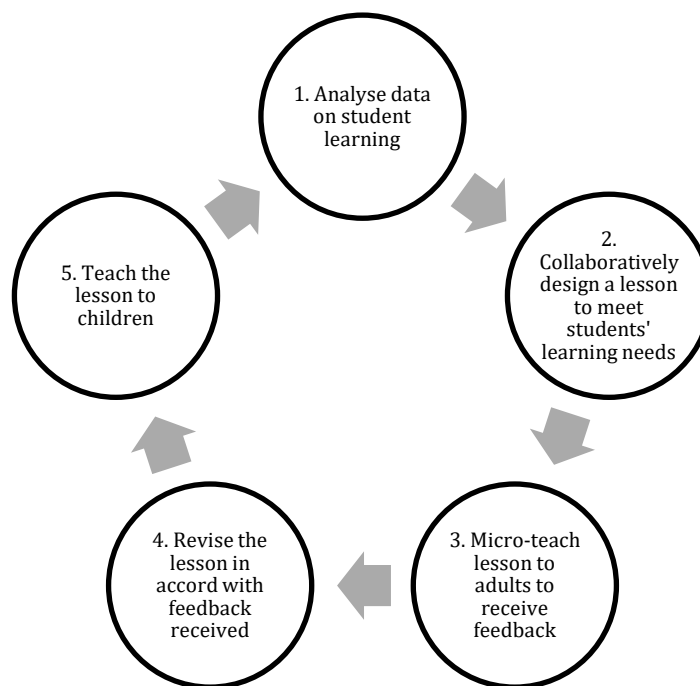 1. Analyse data
on student
learning
2.
Collaboratively
design a lesson
to meet
students'
learning needs
3. Micro-teach
lesson to
adults to
receive
feedback
4. Revise the
lesson in
accord with
feedback
received
5. Teach the
lesson to
children